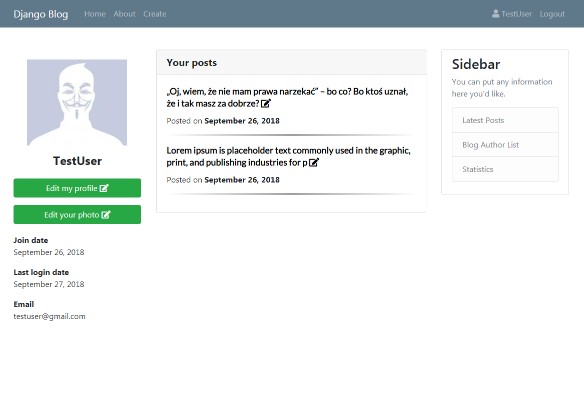 Django Blog Home About Create TestUser Logout
TestUser
Edit my profile
Edit your photo
Join date
September 26, 2018
Last login date
September 27, 2018
Email
testuser@gmail.com
Your posts
„Oj, wiem, że nie mam prawa narzekać” – bo co? Bo ktoś uznał,
że i tak masz za dobrze?
Posted on September 26, 2018
Lorem ipsum is placeholder text commonly used in the graphic,
print, and publishing industries for p
Posted on September 26, 2018
Sidebar
You can put any information
here you'd like.
Latest Posts
Blog Author List
Statistics